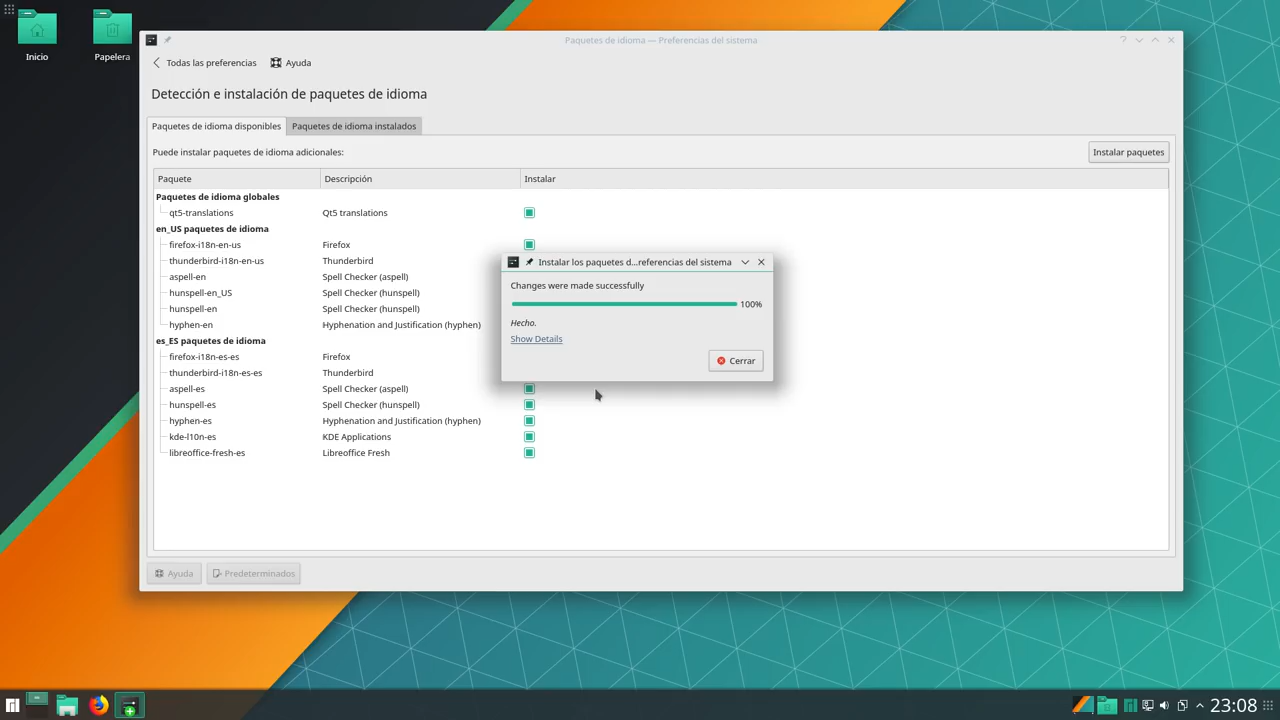 Inicio
Papelera
Paquetes de idioma — Preferencias del sistema
Todas las preferencias
Ayuda
Detección e instalación de paquetes de idioma
Paquetes de idioma disponibles
Paquetes de idioma instalados
Puede instalar paquetes de idioma adicionales:
Instalar paquetes
Paquete Descripción Instalar
Paquetes de idioma globales
qt5-translations Qt5 translations
en_US paquetes de idioma
firefox-i18n-en-us Firefox
thunderbird-i18n-en-us Thunderbird
aspell-en Spell Checker (aspell)
hunspell-en_US Spell Checker (hunspell)
hunspell-en Spell Checker (hunspell)
hyphen-en Hyphenation and Justification (hyphen)
es_ES paquetes de idioma
firefox-i18n-es-es Firefox
thunderbird-i18n-es-es Thunderbird
aspell-es Spell Checker (aspell)
hunspell-es Spell Checker (hunspell)
hyphen-es Hyphenation and Justification (hyphen)
kde-l10n-es KDE Applications
libreoffice-fresh-es Libreoffice Fresh
Instalar los paquetes d...referencias del sistema
Changes were made successfully
100%
Hecho.
Show Details
Cerrar
Ayuda
Predeterminados
23:08